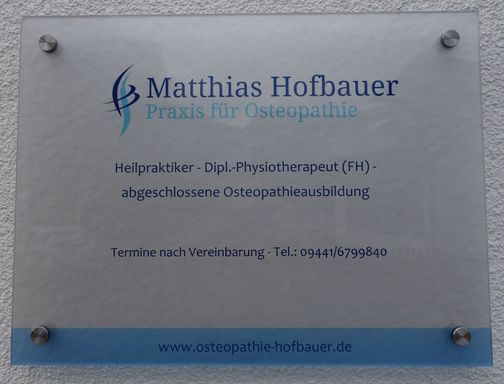 Matthias Hofbauer
Praxis für Osteopathie
Heilpraktiker - Dipl.-Physiotherapeut (FH) -
abgeschlossene Osteopathieausbildung
Termine nach Vereinbarung - Tel.: 09441/6799840
www.osteopathie-hofbauer.de